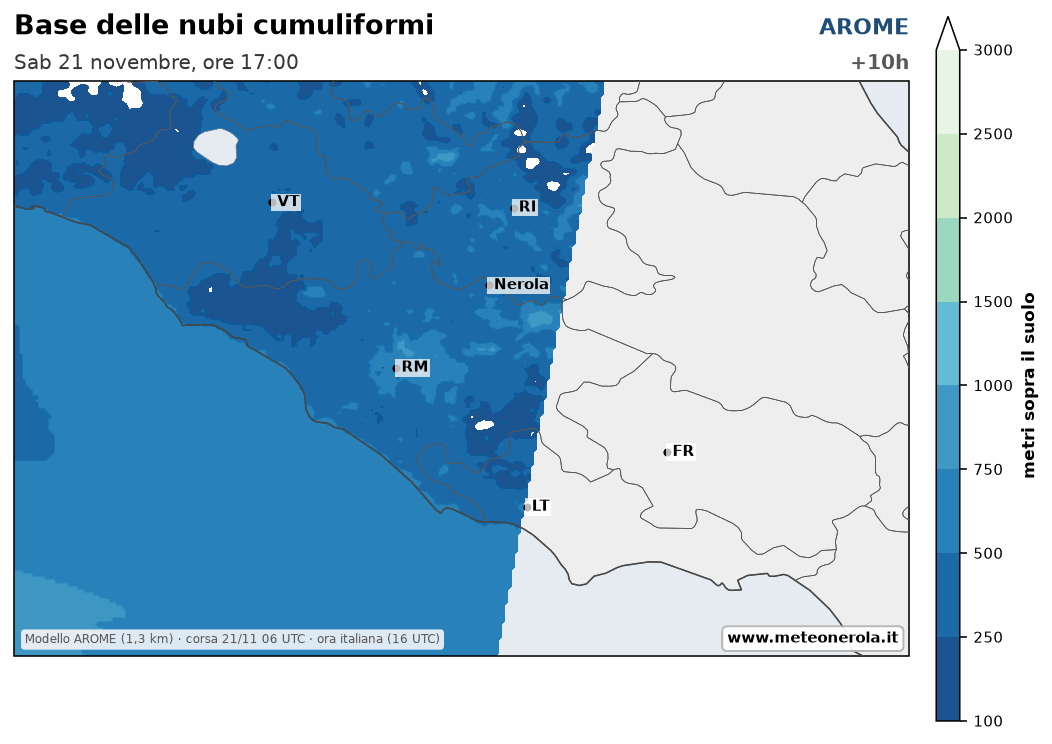 Base delle nubi cumuliformi
AROME
Sab 21 novembre, ore 17:00
+10h
3000
2500
2000
1500
1000
750
500
250
100
metri sopra il suolo
VT
RI
Nerola
RM
FR
LT
Modello AROME (1,3 km) · corsa 21/11 06 UTC · ora italiana (16 UTC)
www.meteonerola.it